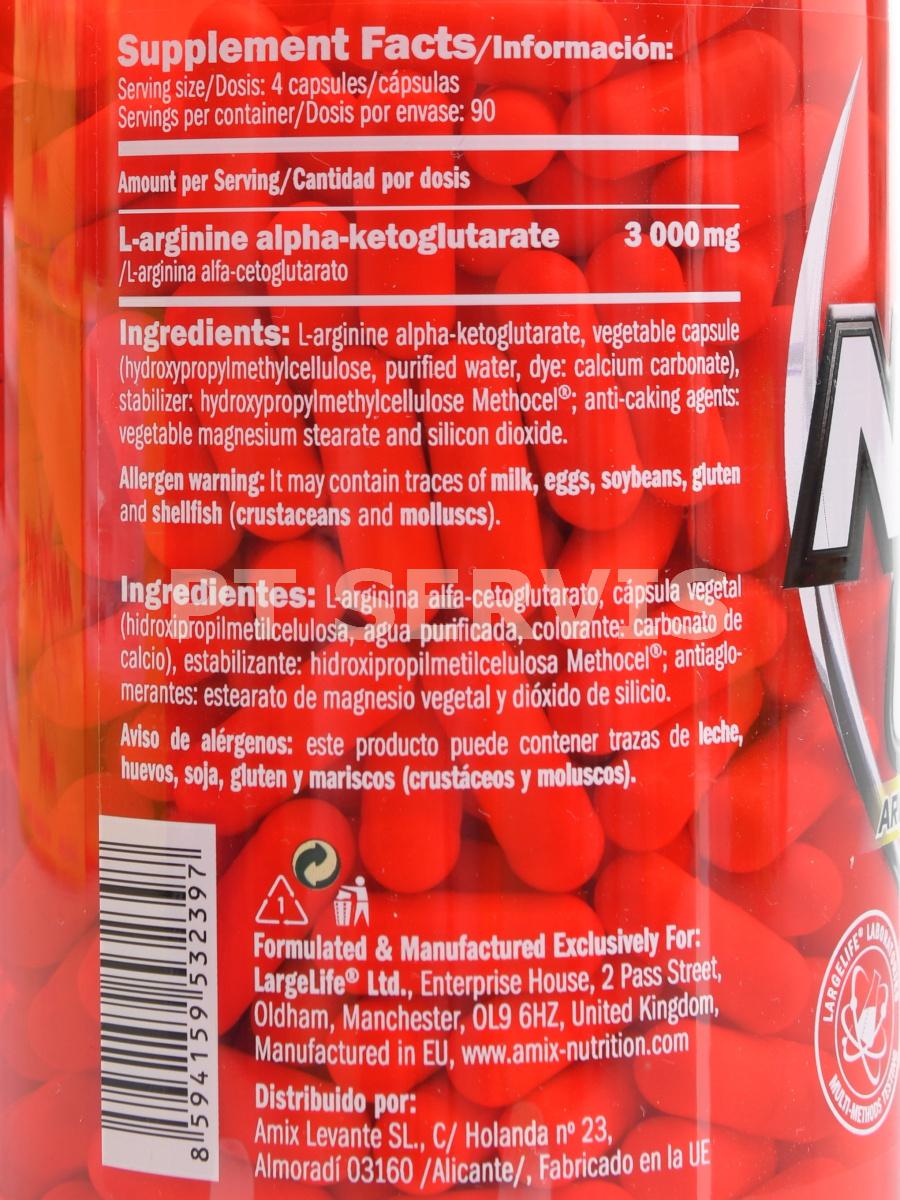 Supplement Facts/Información:
Serving size/Dosis: 4 capsules/cápsulas
Servings per container/Dosis por envase: 90
Amount per Serving/Cantidad por dosis
L-arginine alpha-ketoglutarate 3 000 mg
/L-arginina alfa-cetoglutarato
Ingredients: L-arginine alpha-ketoglutarate, vegetable capsule
(hydroxypropylmethylcellulose, purified water, dye: calcium carbonate),
stabilizer: hydroxypropylmethylcellulose Methocel®; anti-caking agents:
vegetable magnesium stearate and silicon dioxide.
Allergen warning: It may contain traces of milk, eggs, soybeans, gluten
and shellfish (crustaceans and molluscs).
PT SERVIS
Ingredientes: L-arginina alfa-cetoglutarato, cápsula vegetal
(hidroxipropilmetilcelulosa, agua purificada, colorante: carbonato de
calcio), estabilizante: hidroxipropilmetilcelulosa Methocel®; antiaglo-
merantes: estearato de magnesio vegetal y dióxido de silicio.
Aviso de alérgenos: este producto puede contener trazas de leche,
huevos, soja, gluten y mariscos (crustáceos y moluscos).
1
Formulated & Manufactured Exclusively For:
LargeLife® Ltd., Enterprise House, 2 Pass Street,
Oldham, Manchester, OL9 6HZ, United Kingdom,
Manufactured in EU, www.amix-nutrition.com
Distribuido por:
Amix Levante SL., C/ Holanda nº 23,
Almoradí 03160 /Alicante/, Fabricado en la UE
8 594159 532397
LARGELIFE®
MULTI-METHODS